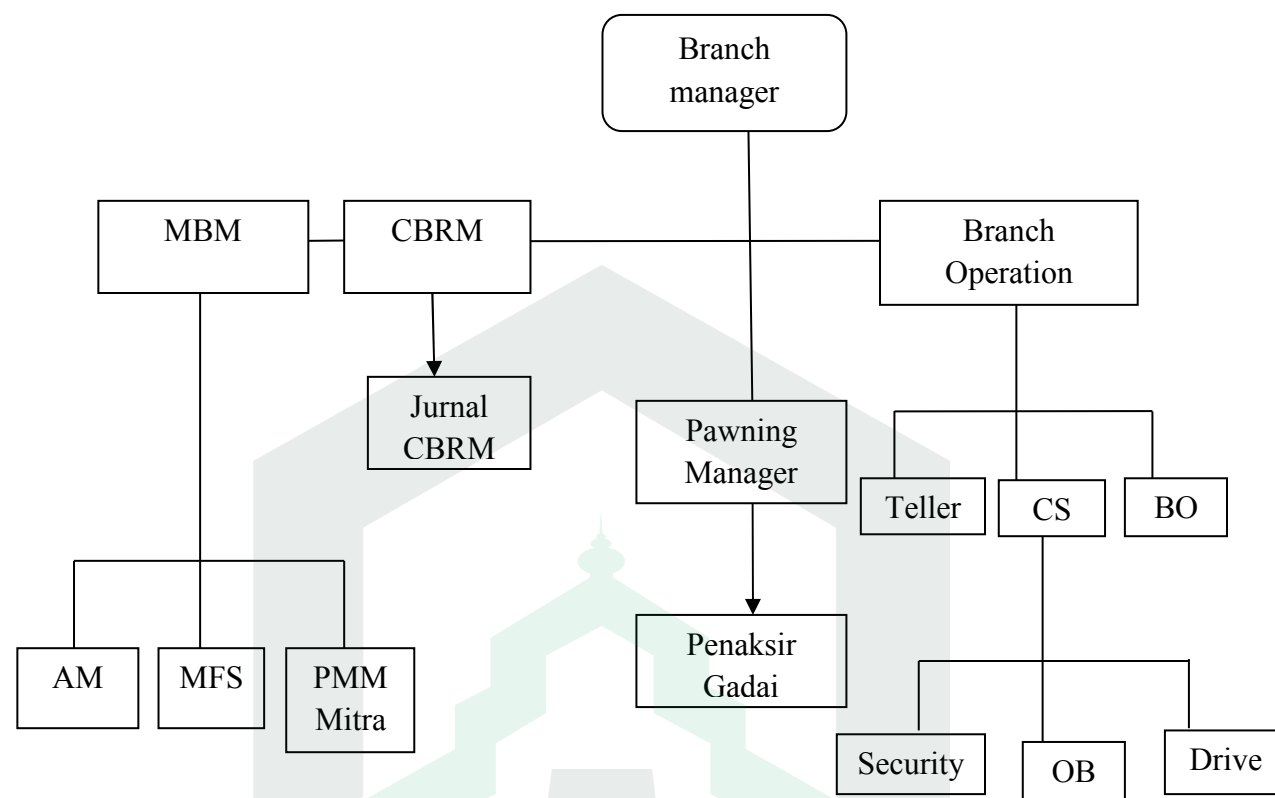 Branch
manager
MBM
CBRM
Branch
Operation
Jurnal
CBRM
Pawning
Manager
Teller
CS
BO
AM
MFS
PMM
Mitra
Penaksir
Gadai
Security
OB
Drive